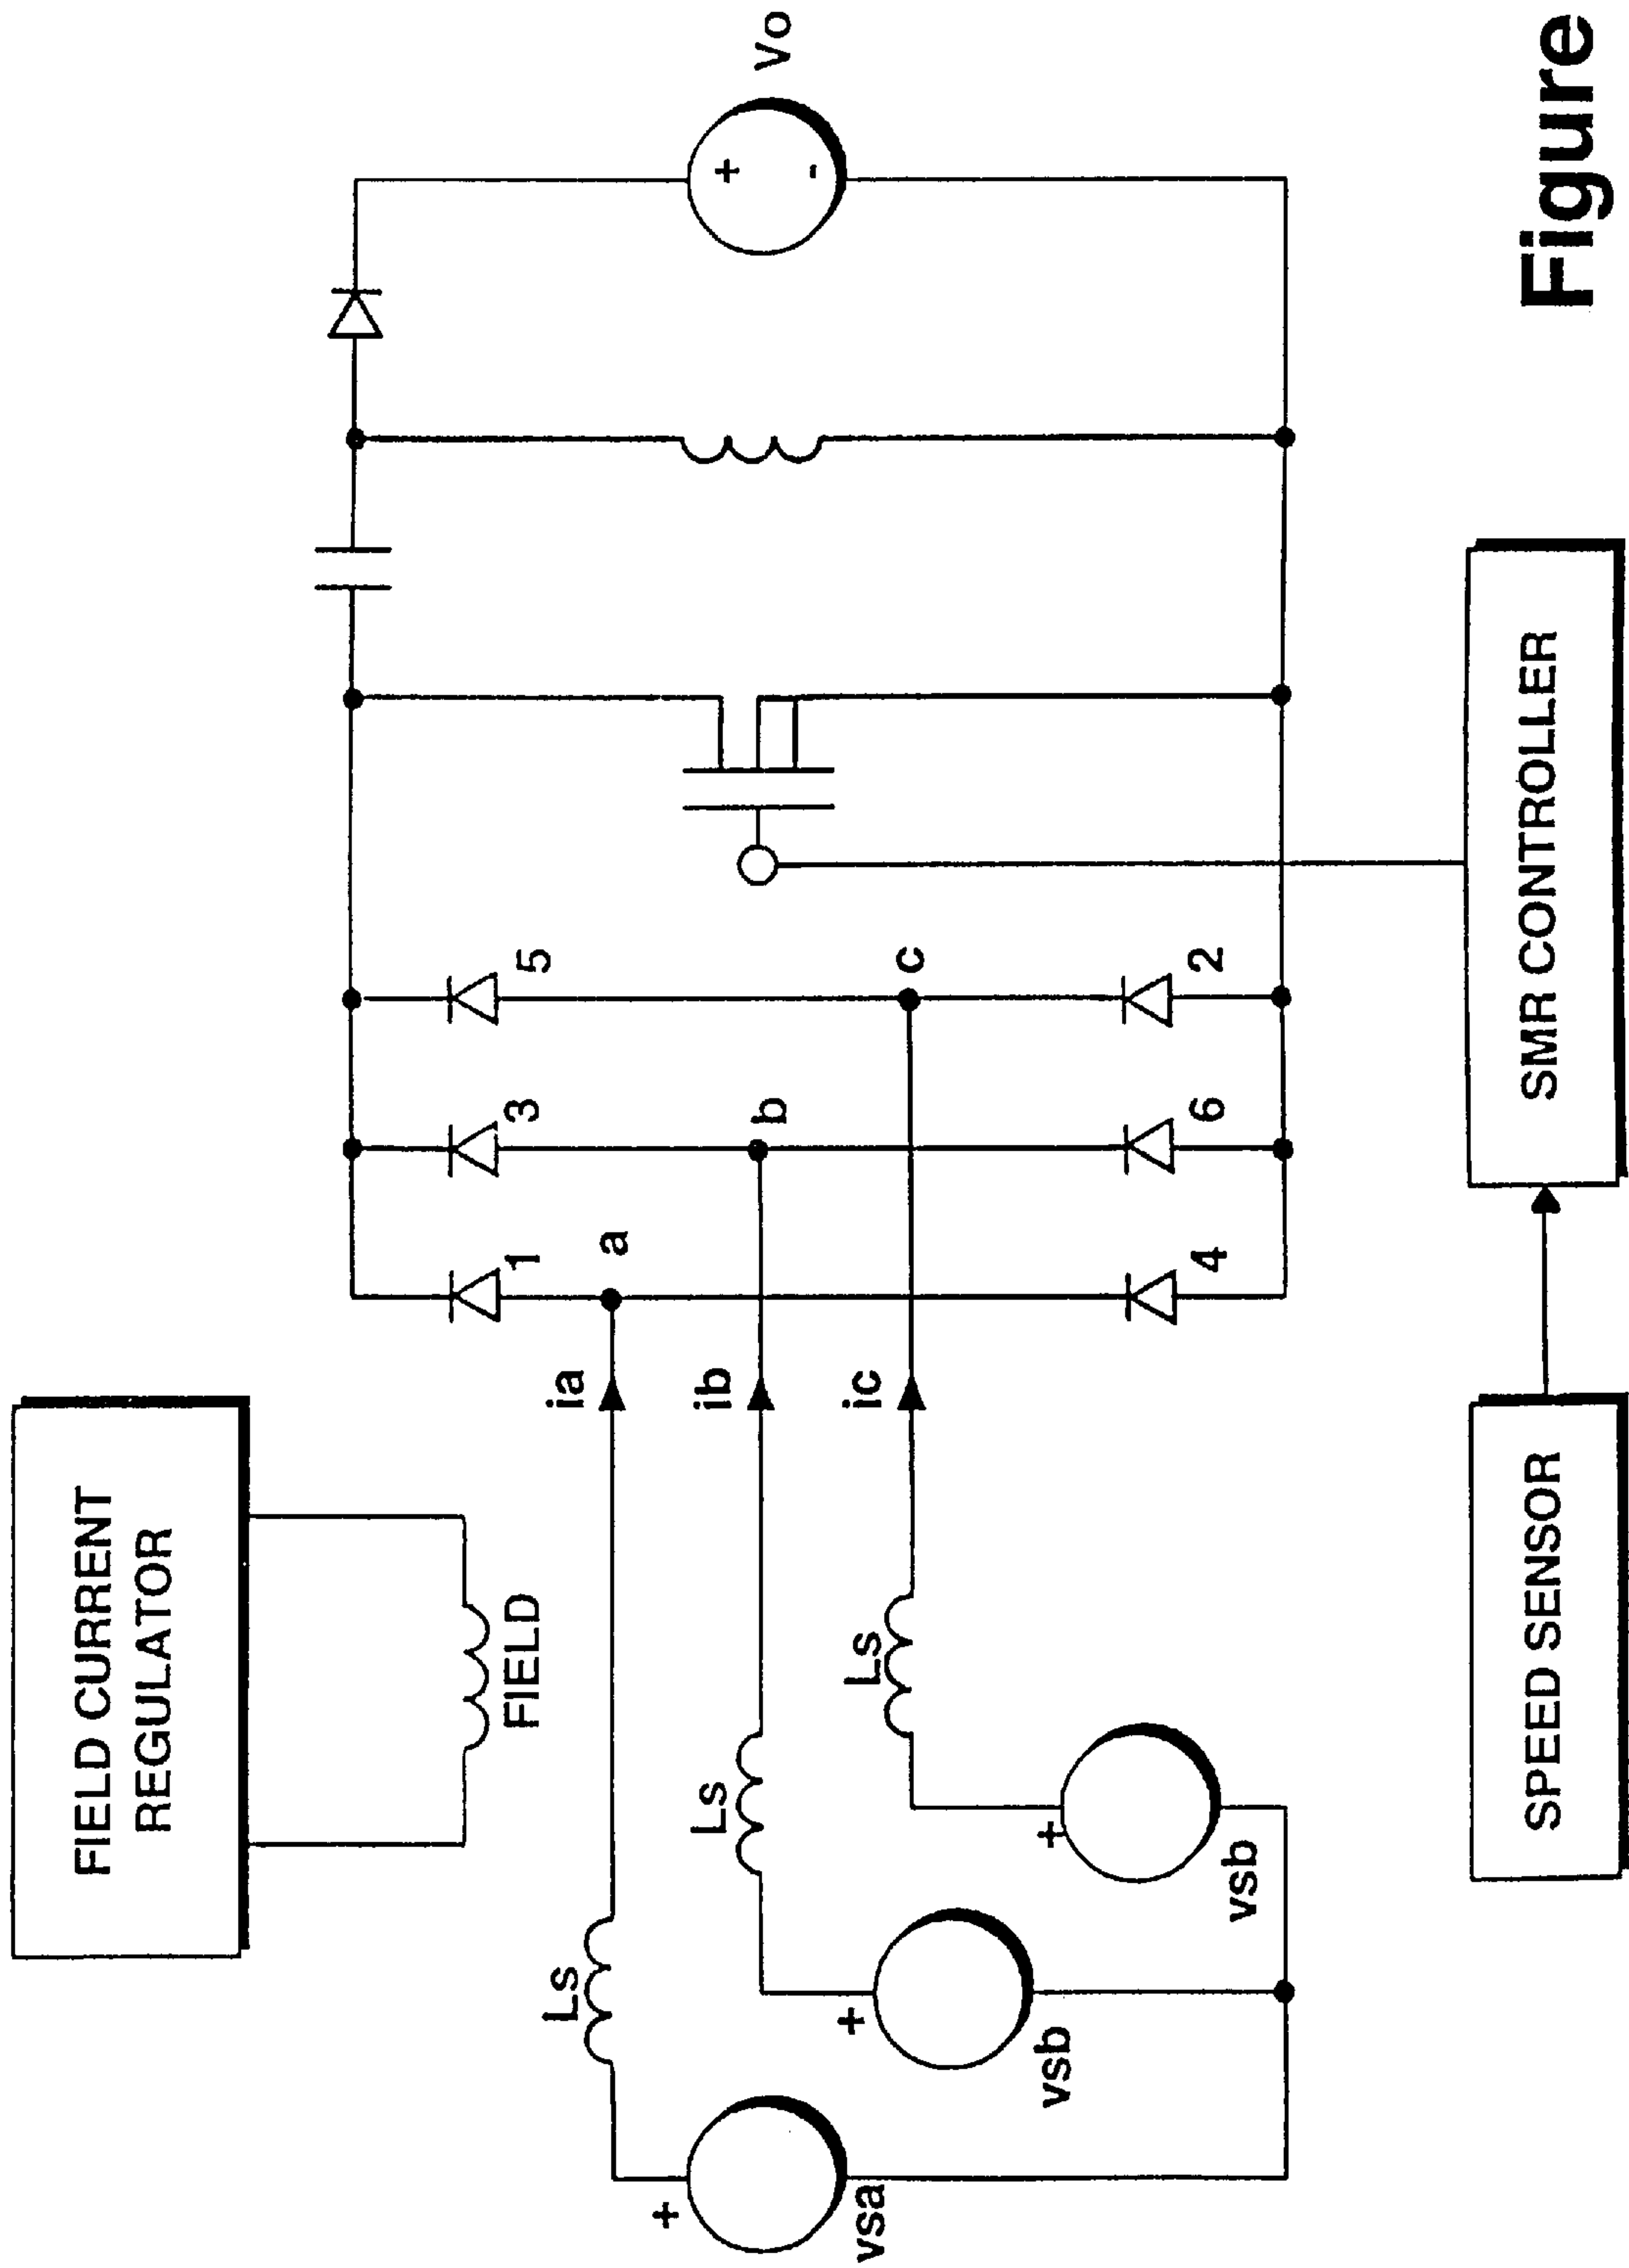 FIELD CURRENT
REGULATOR
FIELD
Ls
ia
a
1
3
5
+
vsa
Ls
ib
b
+
vsb
Ls
ic
c
+
vsb
4
6
2
+
-
Vo
SPEED SENSOR
SMR CONTROLLER
Figure